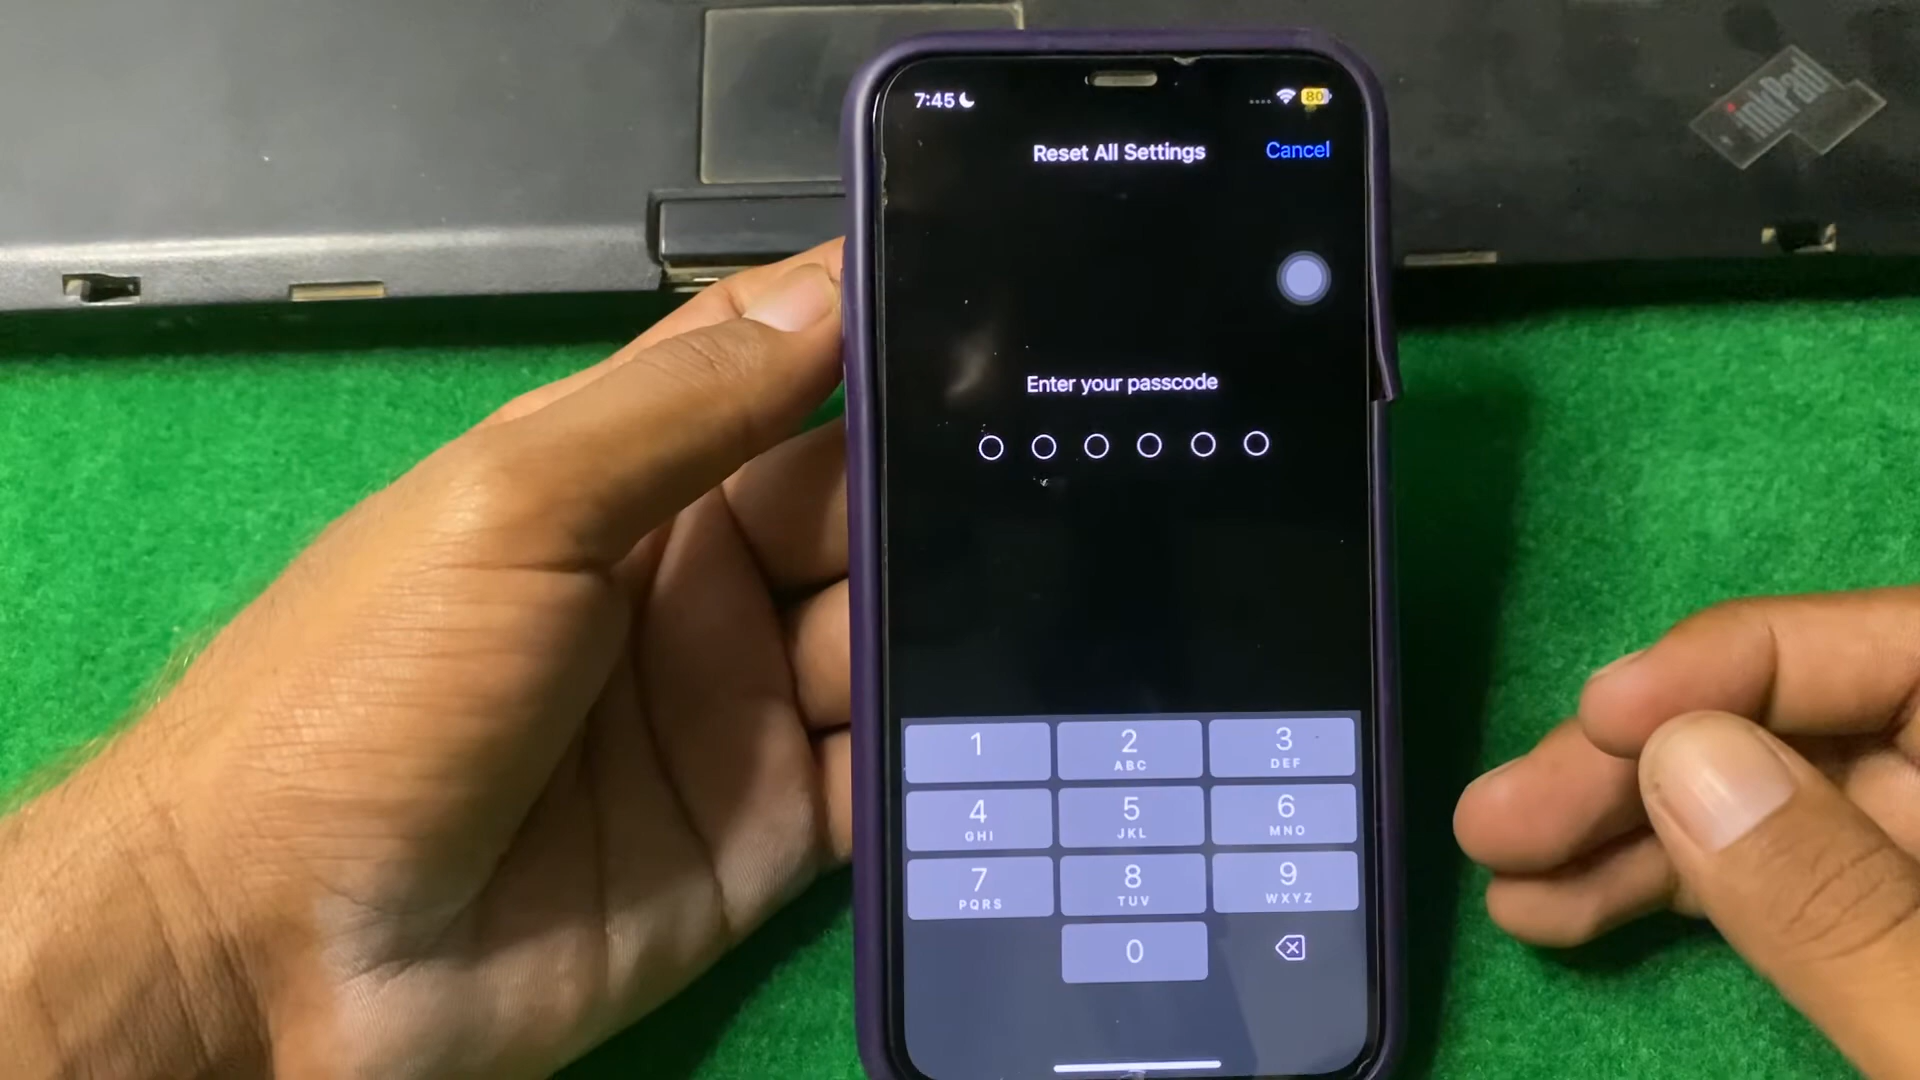 7:45
80
Reset All Settings
Cancel
Enter your passcode
1
2
ABC
3
DEF
4
GHI
5
JKL
6
MNO
7
PQRS
8
TUV
9
WXYZ
0